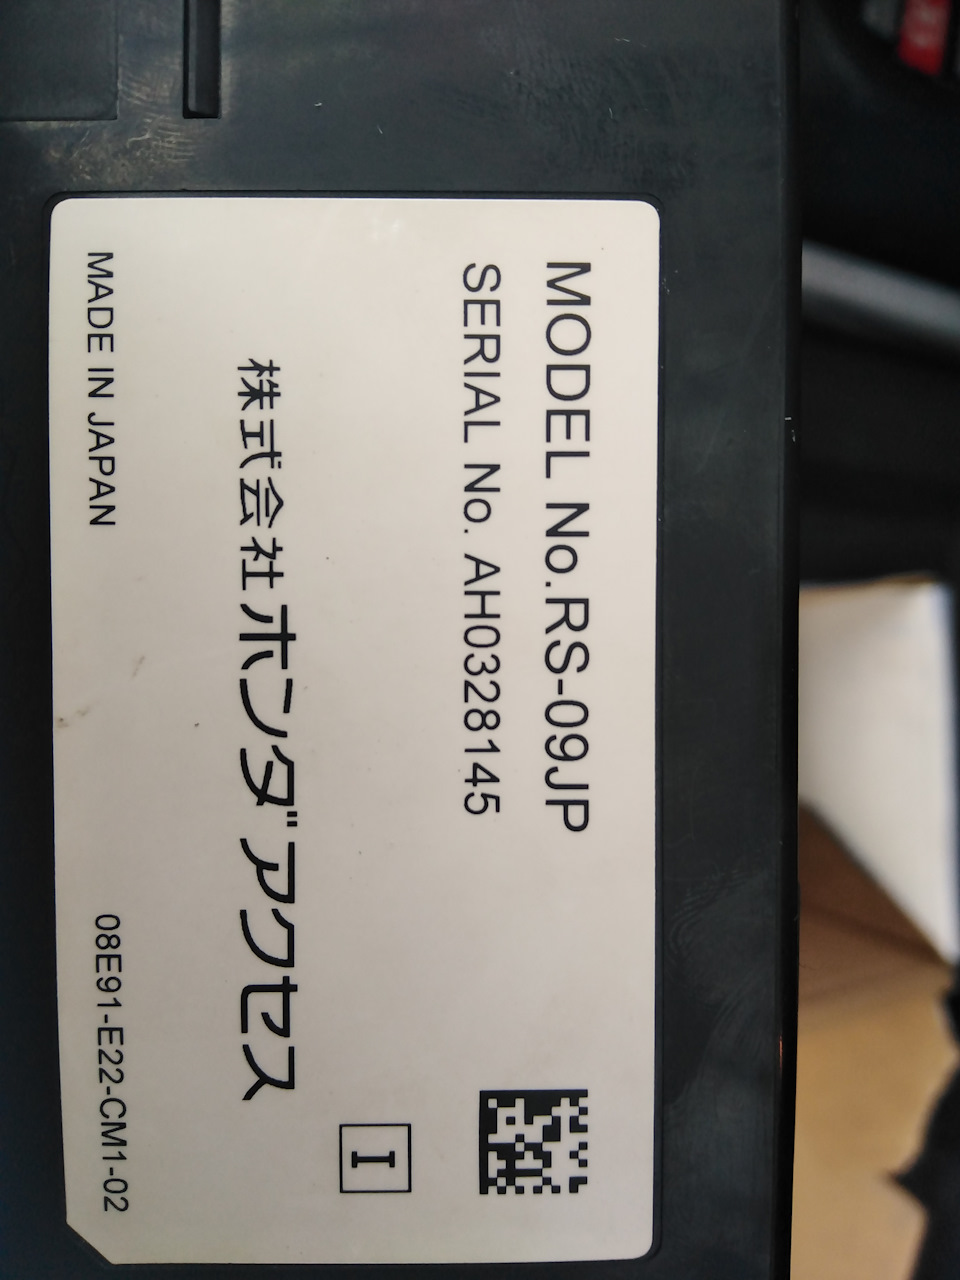 MODEL No.RS-09JP
SERIAL No. AH0328145
I
株式会社ホンダアクセス
MADE IN JAPAN
08E91-E22-CM1-02